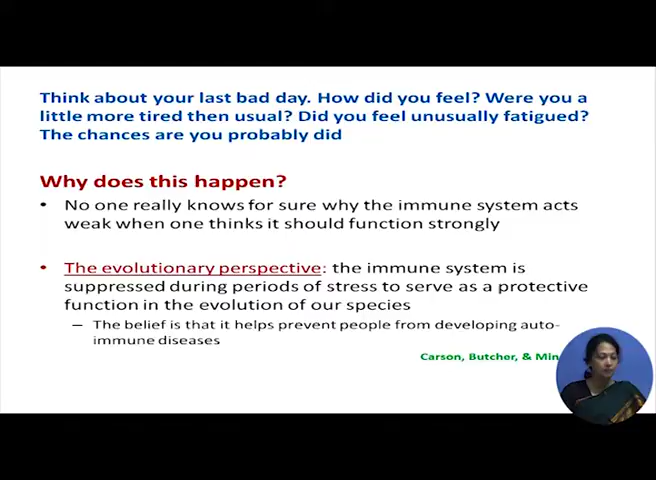 Think about your last bad day. How did you feel? Were you a
little more tired then usual? Did you feel unusually fatigued?
The chances are you probably did
Why does this happen?
• No one really knows for sure why the immune system acts
weak when one thinks it should function strongly
• The evolutionary perspective: the immune system is
suppressed during periods of stress to serve as a protective
function in the evolution of our species
– The belief is that it helps prevent people from developing auto-
immune diseases
Carson, Butcher, & Min